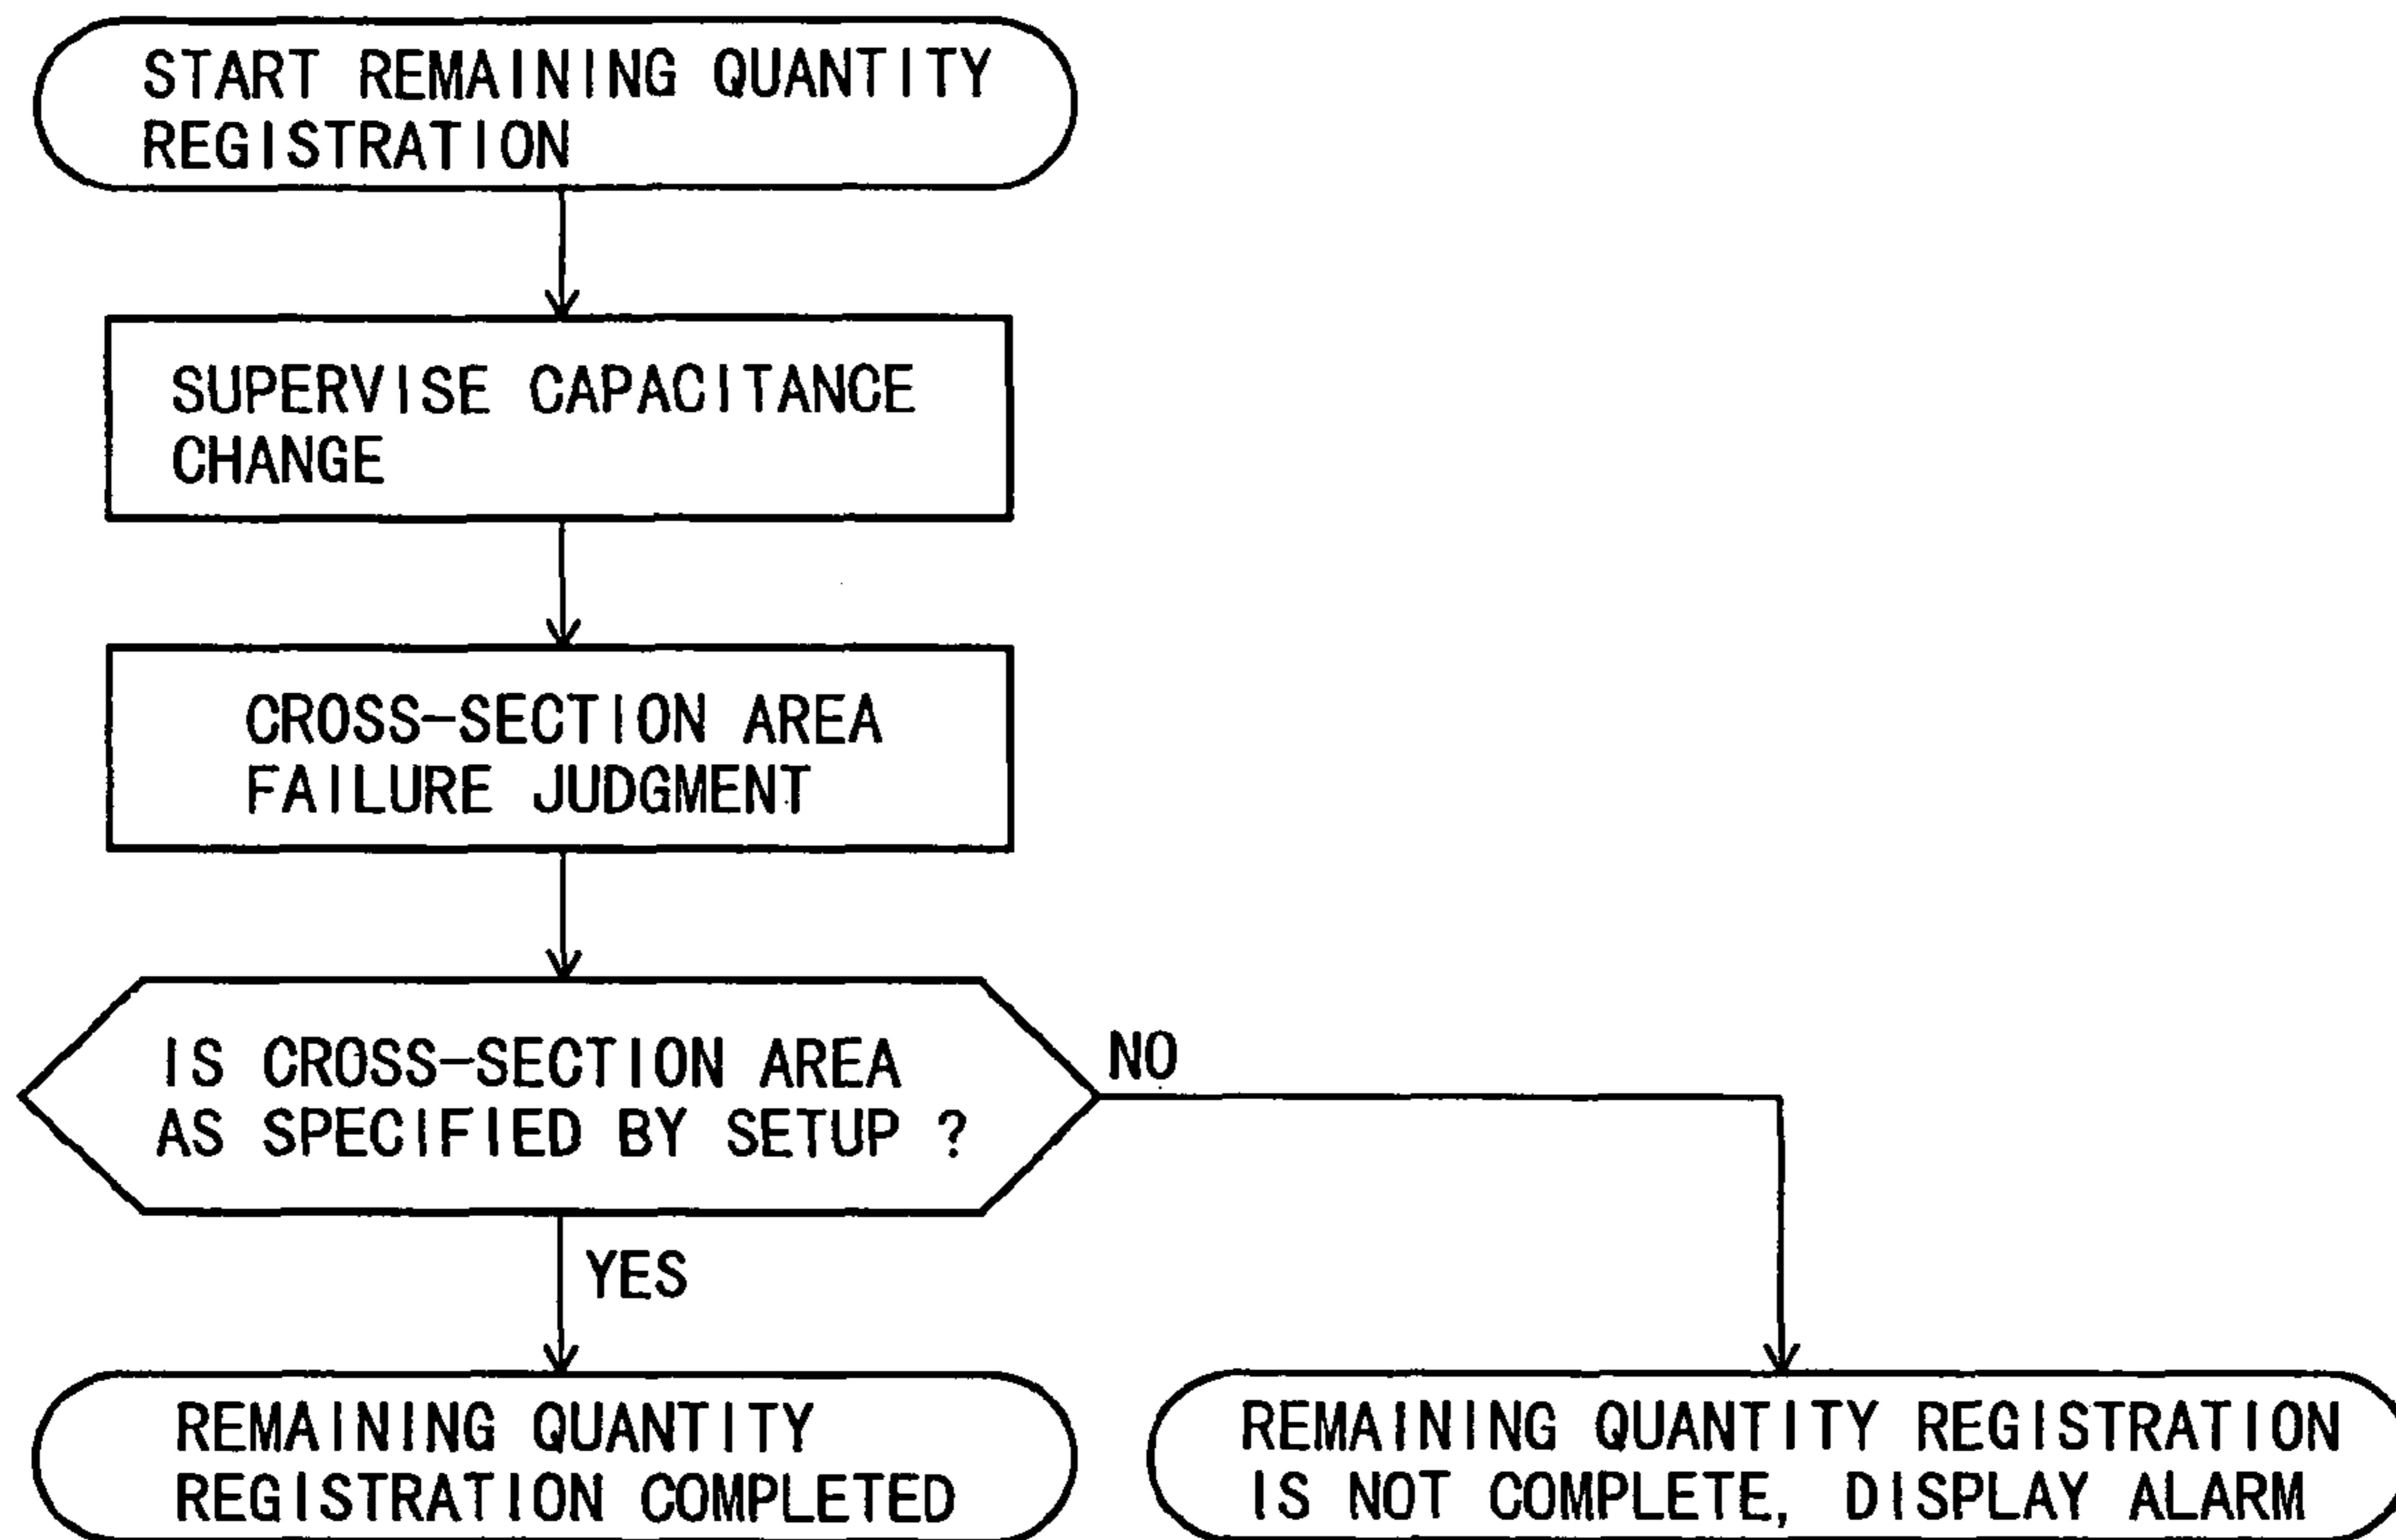 START REMAINING QUANTITY
REGISTRATION
SUPERVISE CAPACITANCE
CHANGE
CROSS-SECTION AREA
FAILURE JUDGMENT
IS CROSS-SECTION AREA
AS SPECIFIED BY SETUP ?
NO
YES
REMAINING QUANTITY
REGISTRATION COMPLETED
REMAINING QUANTITY REGISTRATION
IS NOT COMPLETE, DISPLAY ALARM